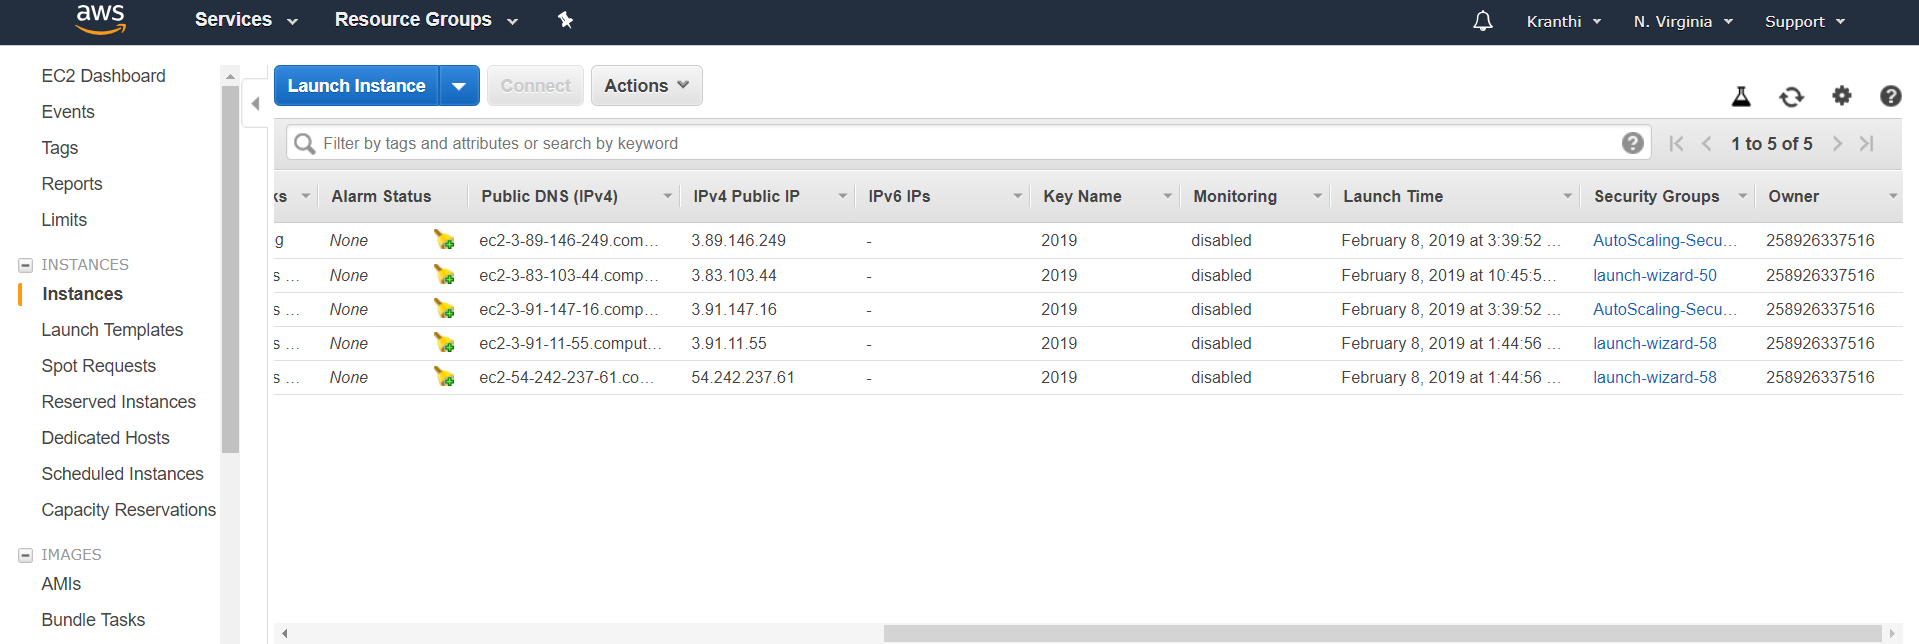 aws Services Resource Groups Kranthi N. Virginia Support
EC2 Dashboard
Events
Tags
Reports
Limits
INSTANCES
Instances
Launch Templates
Spot Requests
Reserved Instances
Dedicated Hosts
Scheduled Instances
Capacity Reservations
IMAGES
AMIs
Bundle Tasks
Launch Instance Connect Actions
Filter by tags and attributes or search by keyword 1 to 5 of 5
ks Alarm Status Public DNS (IPv4) IPv4 Public IP IPv6 IPs Key Name Monitoring Launch Time Security Groups Owner
g None ec2-3-89-146-249.com... 3.89.146.249 - 2019 disabled February 8, 2019 at 3:39:52 ... AutoScaling-Secu... 258926337516
s ... None ec2-3-83-103-44.comp... 3.83.103.44 - 2019 disabled February 8, 2019 at 10:45:5... launch-wizard-50 258926337516
s ... None ec2-3-91-147-16.comp... 3.91.147.16 - 2019 disabled February 8, 2019 at 3:39:52 ... AutoScaling-Secu... 258926337516
s ... None ec2-3-91-11-55.comput... 3.91.11.55 - 2019 disabled February 8, 2019 at 1:44:56 ... launch-wizard-58 258926337516
s ... None ec2-54-242-237-61.co... 54.242.237.61 - 2019 disabled February 8, 2019 at 1:44:56 ... launch-wizard-58 258926337516